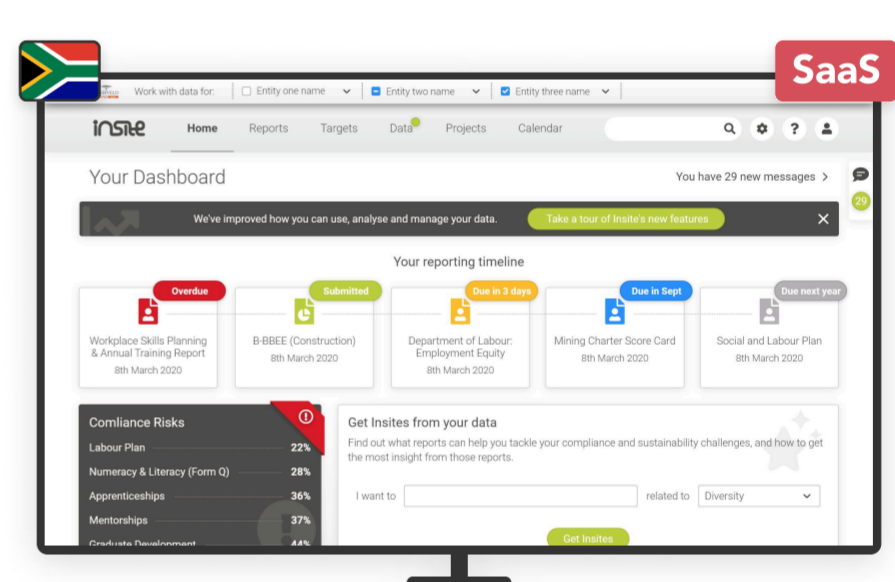 SaaS
Work with data for:
Entity one name
Entity two name
Entity three name
insite
Home
Reports
Targets
Data
Projects
Calendar
?
Your Dashboard
You have 29 new messages >
29
We've improved how you can use, analyse and manage your data.
Take a tour of Insite's new features
Your reporting timeline
Overdue
Workplace Skills Planning
& Annual Training Report
8th March 2020
Submitted
B-BBEE (Construction)
8th March 2020
Due in 3 days
Department of Labour:
Employment Equity
8th March 2020
Due in Sept
Mining Charter Score Card
8th March 2020
Due next year
Social and Labour Plan
8th March 2020
Comliance Risks
Labour Plan 22%
Numeracy & Literacy (Form Q) 28%
Apprenticeships 36%
Mentorships 37%
Graduate Development 44%
Get Insites from your data
Find out what reports can help you tackle your compliance and sustainability challenges, and how to get
the most insight from those reports.
I want to
related to
Diversity
Get Insites